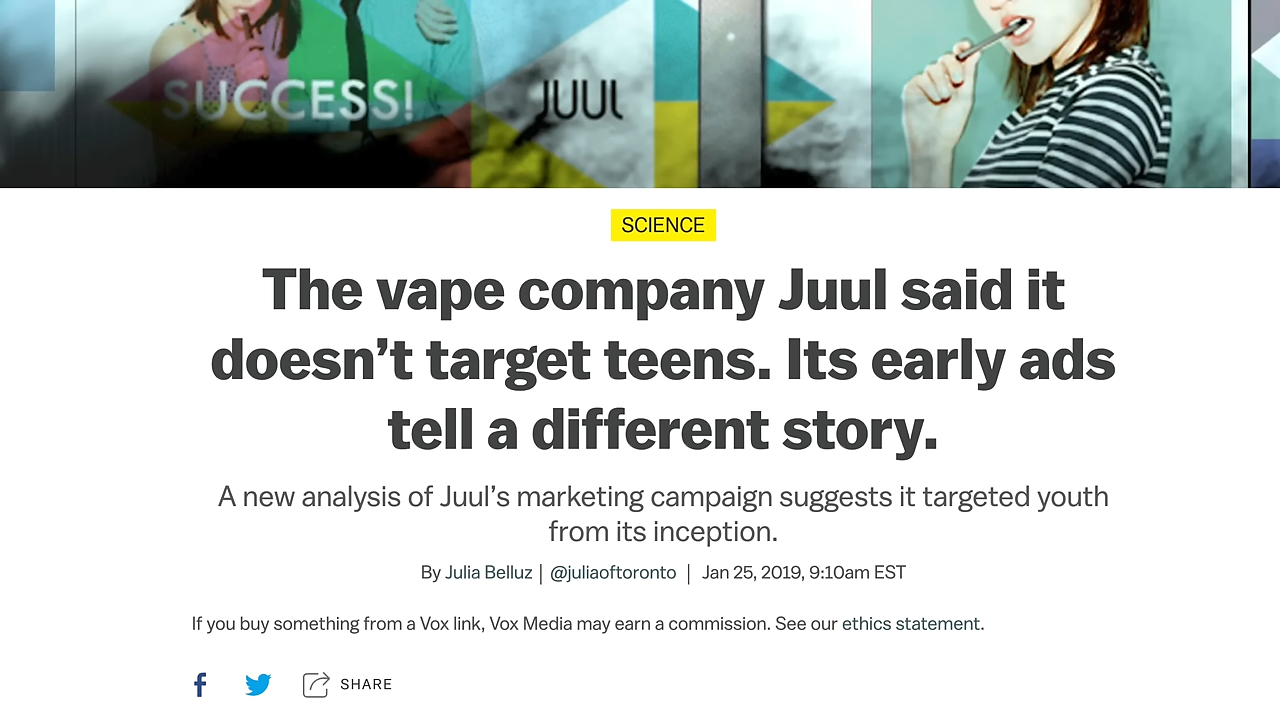 SUCCESS!
JUUL
SCIENCE
The vape company Juul said it
doesn’t target teens. Its early ads
tell a different story.
A new analysis of Juul’s marketing campaign suggests it targeted youth
from its inception.
By Julia Belluz | @juliaoftoronto | Jan 25, 2019, 9:10am EST
If you buy something from a Vox link, Vox Media may earn a commission. See our ethics statement.
SHARE